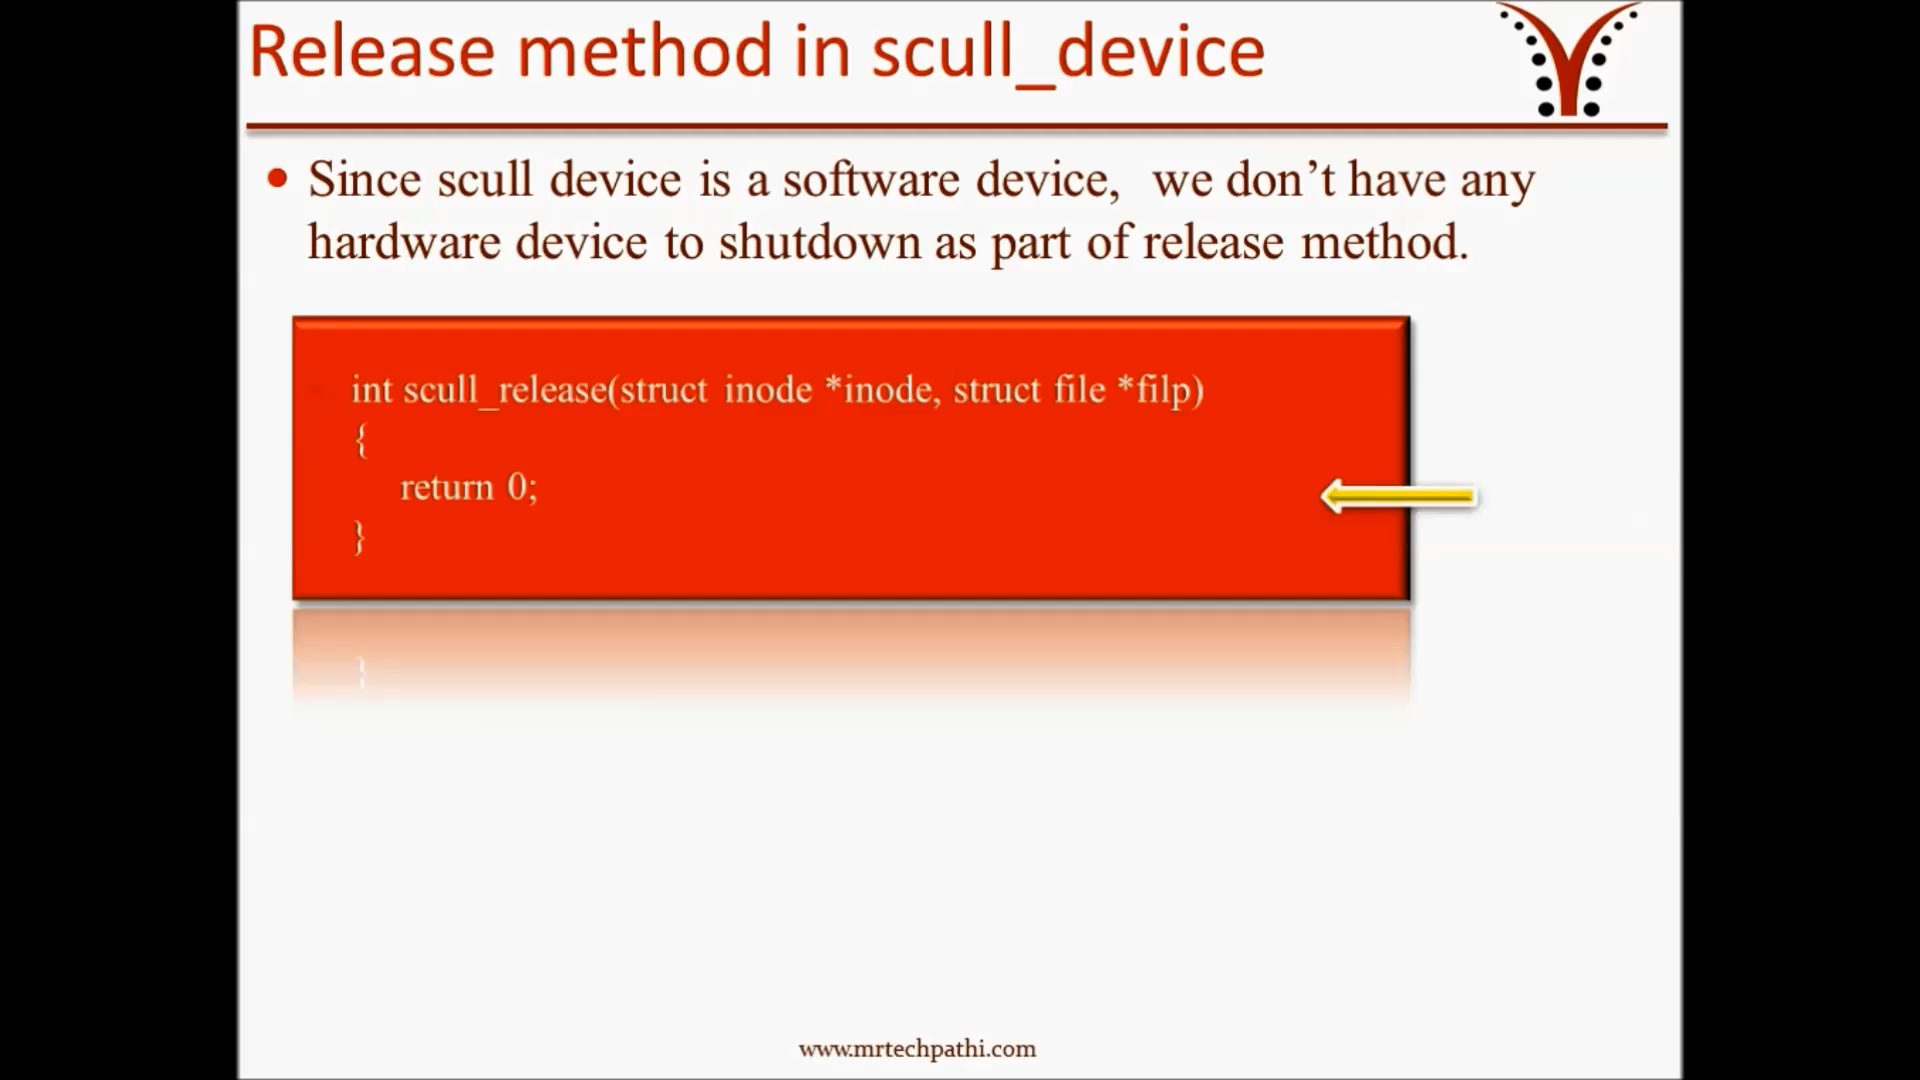 Release method in scull_device
• Since scull device is a software device, we don’t have any
hardware device to shutdown as part of release method.
int scull_release(struct inode *inode, struct file *filp)
{
return 0;
}
www.mrtechpathi.com